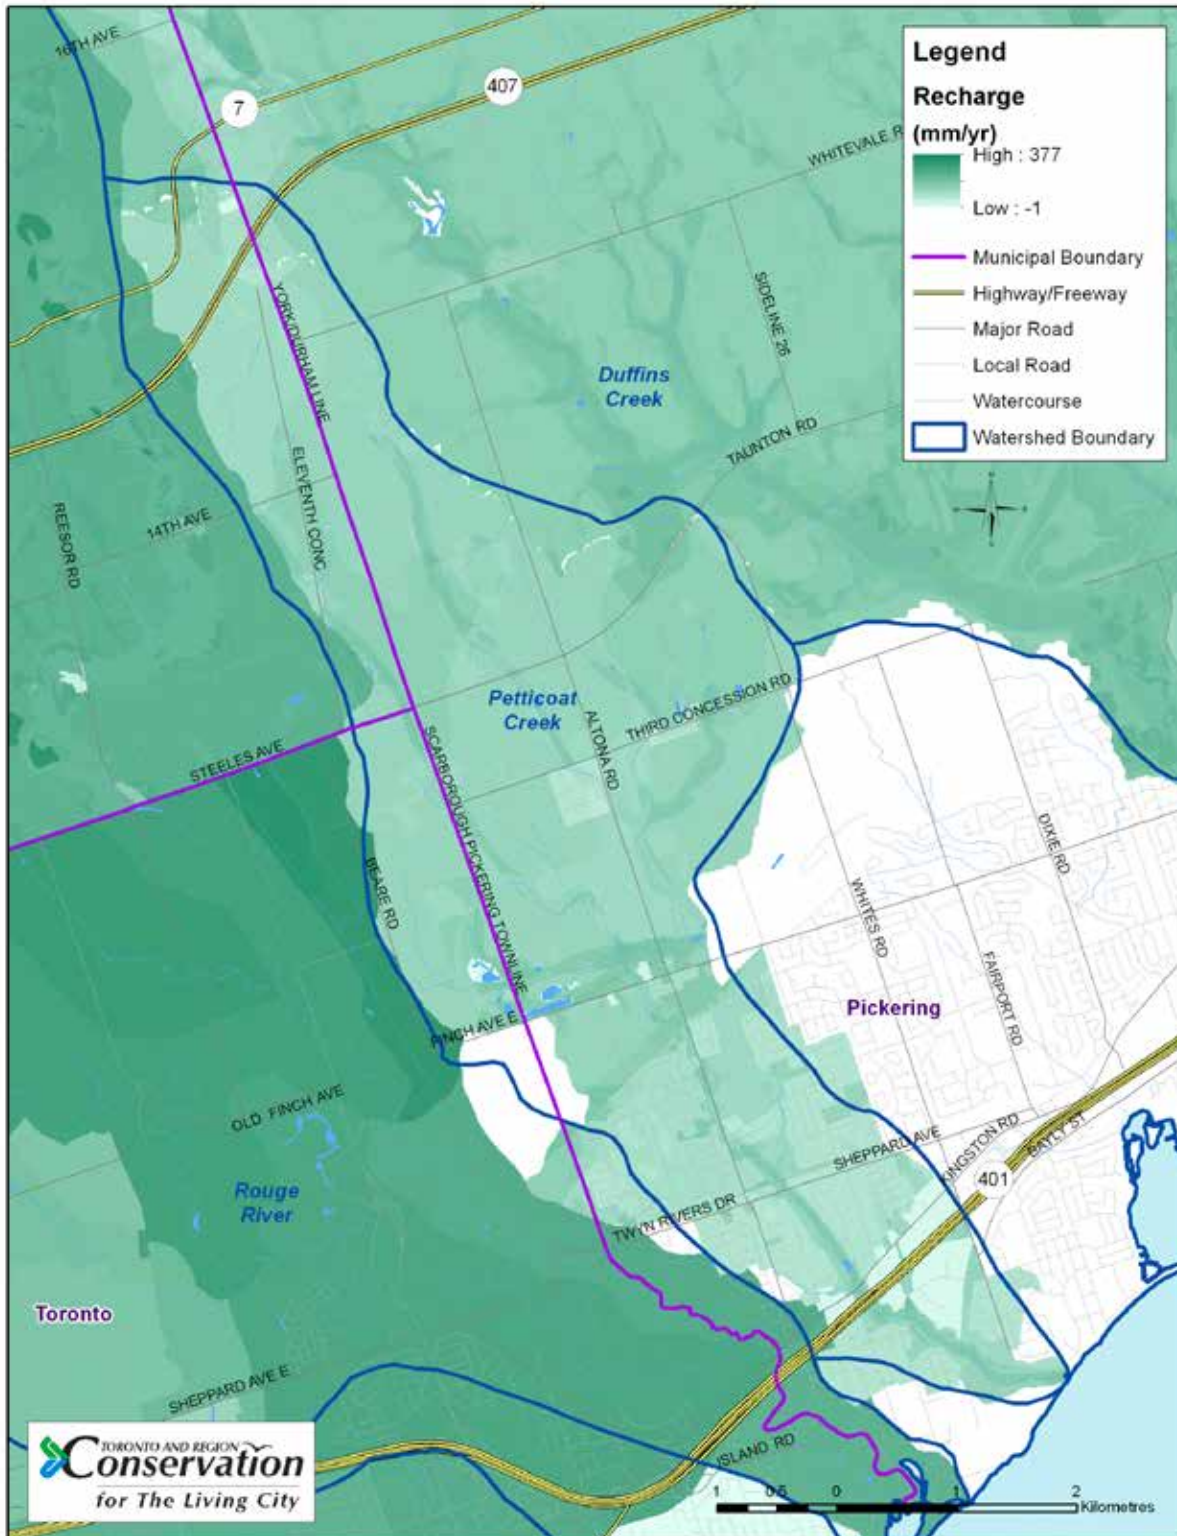 16TH AVE
7
407
Legend
Recharge
(mm/yr)
High : 377
Low : -1
Municipal Boundary
Highway/Freeway
Major Road
Local Road
Watercourse
Watershed Boundary
WHITEVALE R
SIDELINE 26
YORK/DURHAM LINE
Duffins
Creek
TAUNTON RD
ELEVENTH CONC
REESOR RD
14TH AVE
Petticoat
Creek
ALTONA RD
THIRD CONCESSION RD
STEELES AVE
SCARBOROUGH PICKERING TOWNLINE
BEARE RD
DIXIE RD
WHITES RD
FAIRPORT RD
Pickering
FINCH AVE E
OLD FINCH AVE
SHEPPARD AVE
KINGSTON RD
BAYLY ST
401
Rouge
River
TWYN RIVERS DR
Toronto
SHEPPARD AVE E
ISLAND RD
TORONTO AND REGION
Conservation
for The Living City
1 0.5 0 1 2
Kilometres